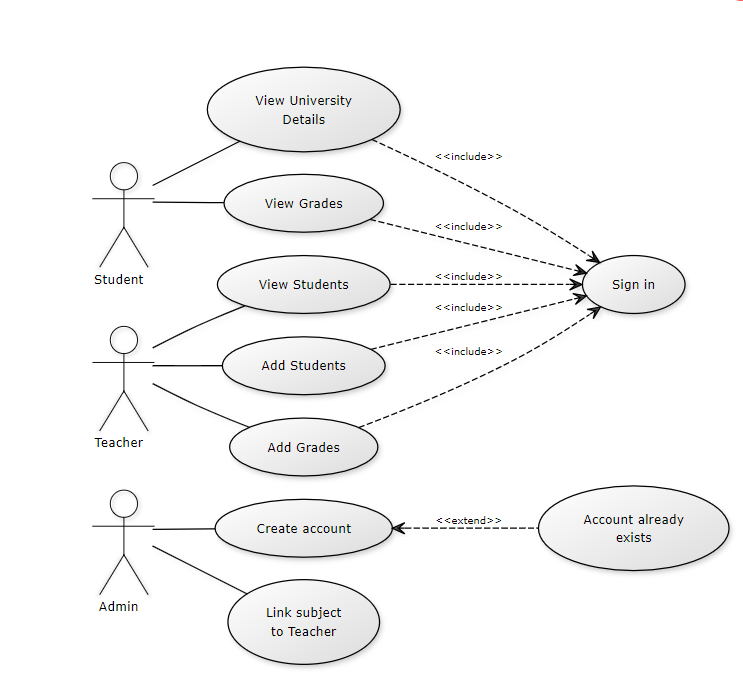 View University
Details
<<include>>
View Grades
<<include>>
Student
View Students
<<include>>
Sign in
<<include>>
Add Students
<<include>>
Teacher
Add Grades
Create account
<<extend>>
Account already
exists
Admin
Link subject
to Teacher